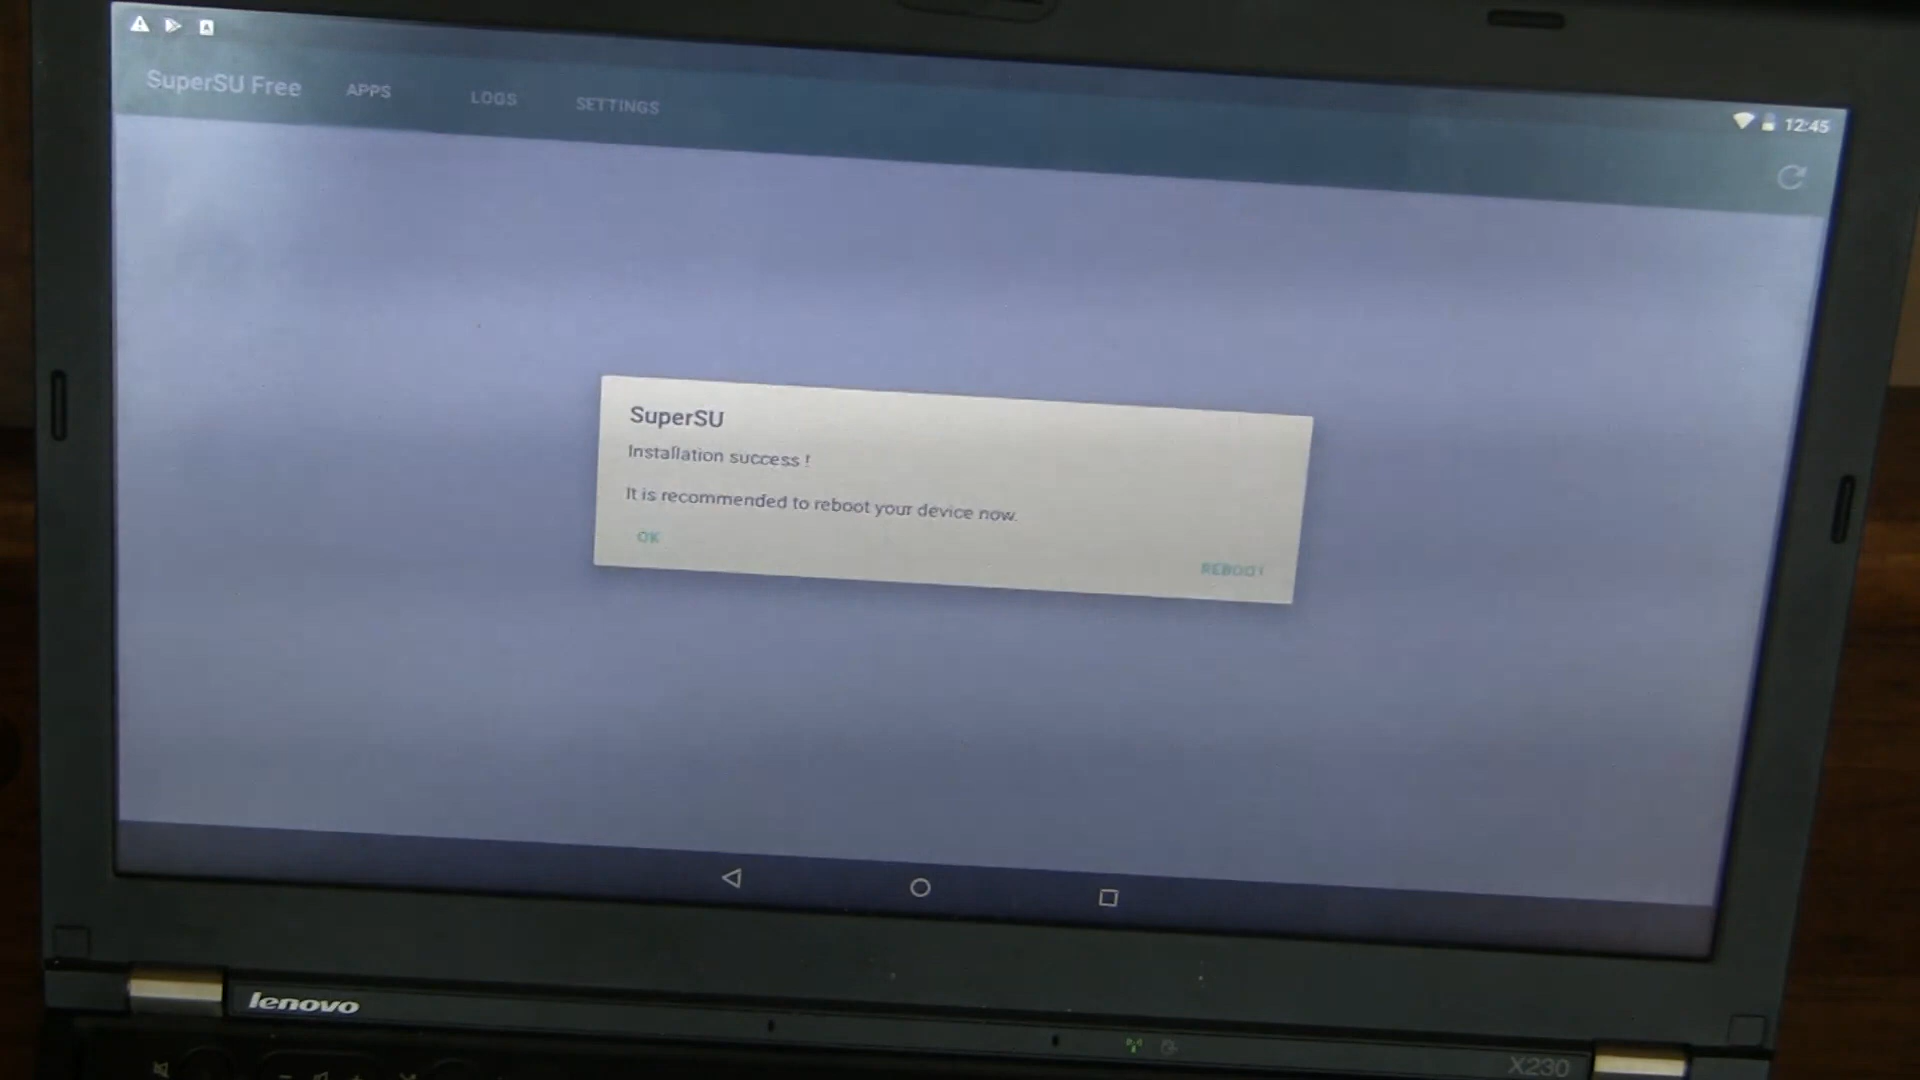 SuperSU Free APPS LOGS SETTINGS
12:45
SuperSU
Installation success !
It is recommended to reboot your device now.
OK
REBOOT
lenovo
X230